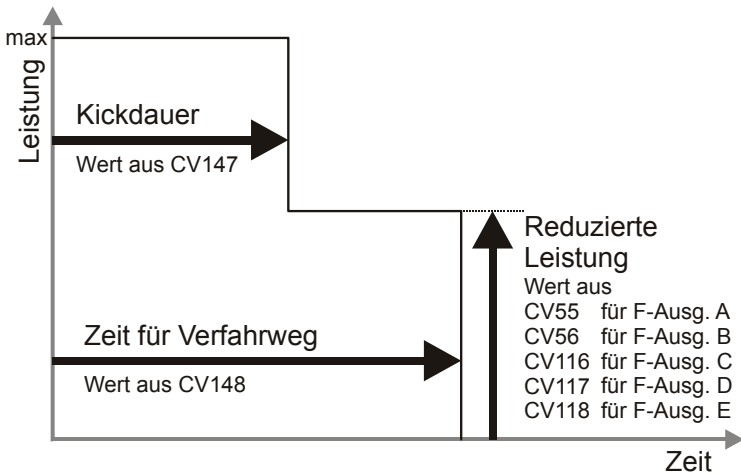 max
Leistung
Kickdauer
Wert aus CV147
Zeit für Verfahrweg
Wert aus CV148
Reduzierte
Leistung
Wert aus
CV55 für F-Ausg. A
CV56 für F-Ausg. B
CV116 für F-Ausg. C
CV117 für F-Ausg. D
CV118 für F-Ausg. E
Zeit